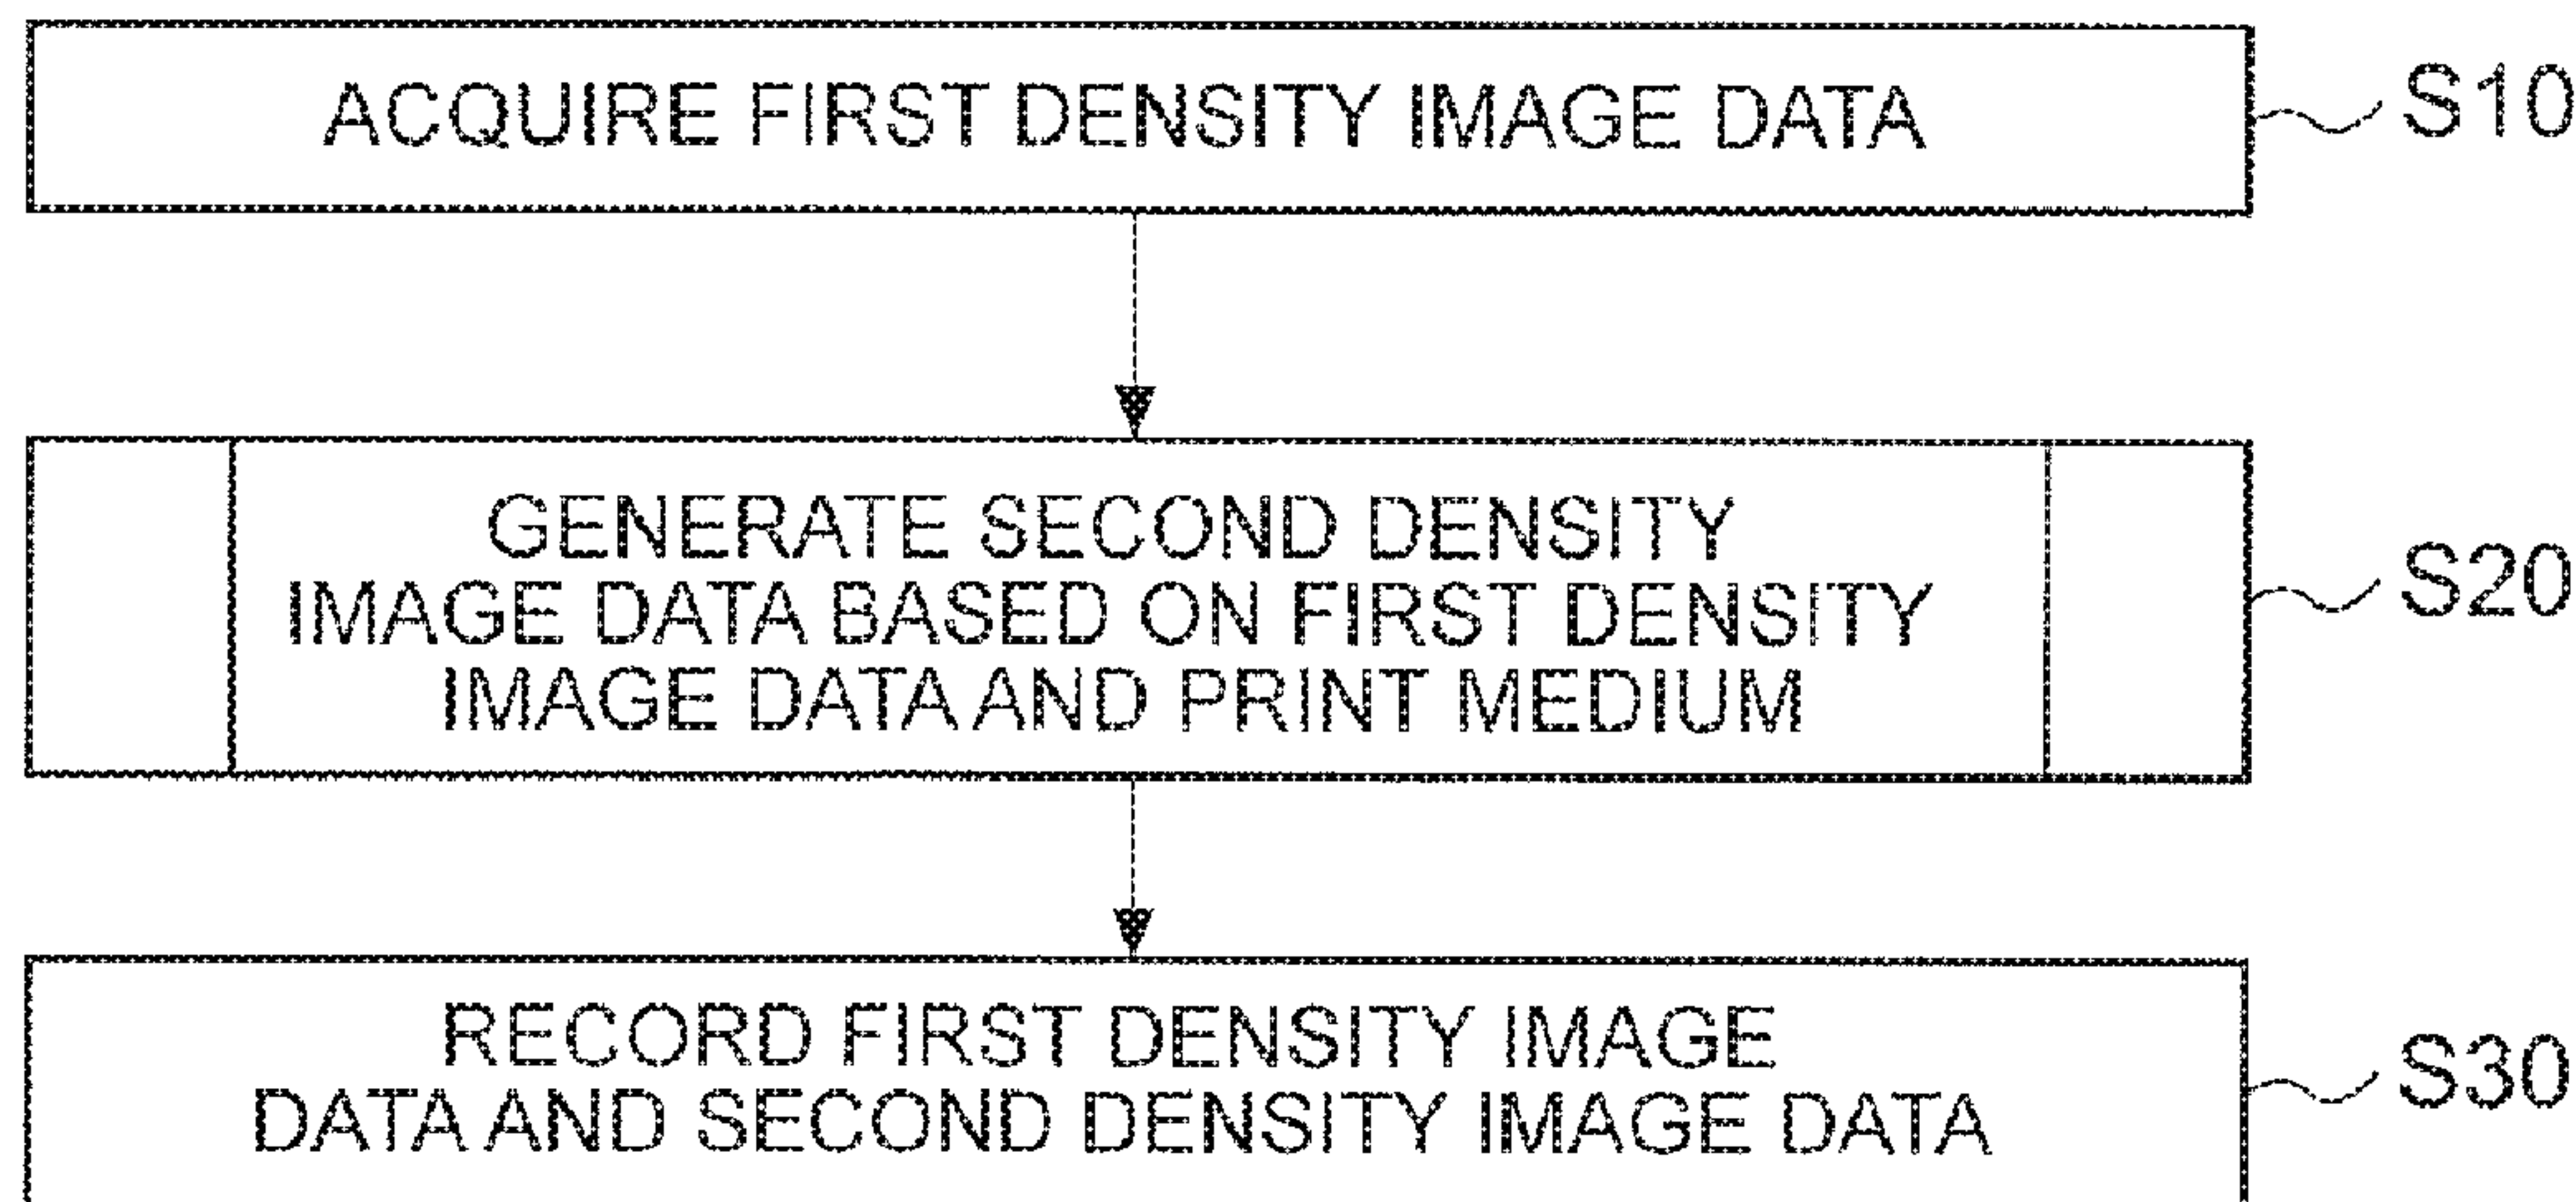 ACQUIRE FIRST DENSITY IMAGE DATA
S10
GENERATE SECOND DENSITY
IMAGE DATA BASED ON FIRST DENSITY
IMAGE DATA AND PRINT MEDIUM
S20
RECORD FIRST DENSITY IMAGE
DATA AND SECOND DENSITY IMAGE DATA
S30